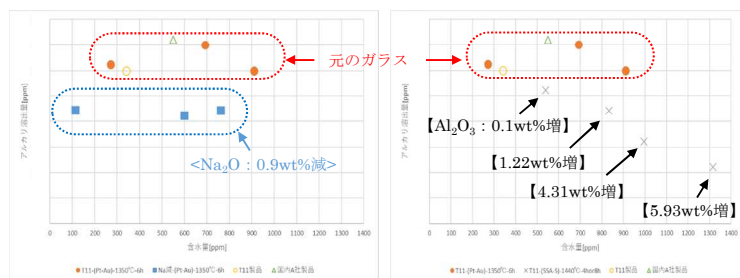 元のガラス
アルカリ溶出量[ppm]
<Na₂O：0.9wt%減>
0 100 200 300 400 500 600 700 800 900 1000 1100 1200 1300 1400
含水量[ppm]
T11-(Pt-Au)-1350℃-6h Na減-(Pt-Au)-1350℃-6h T11製品 国内A社製品
アルカリ溶出量[ppm]
【Al₂O₃：0.1wt%増】
【1.22wt%増】
【4.31wt%増】
【5.93wt%増】
0 100 200 300 400 500 600 700 800 900 1000 1100 1200 1300 1400
含水量[ppm]
T11-(Pt-Au)-1350℃-6h T11-(SSA-S)-1440℃-4hor8h T11製品 国内A社製品